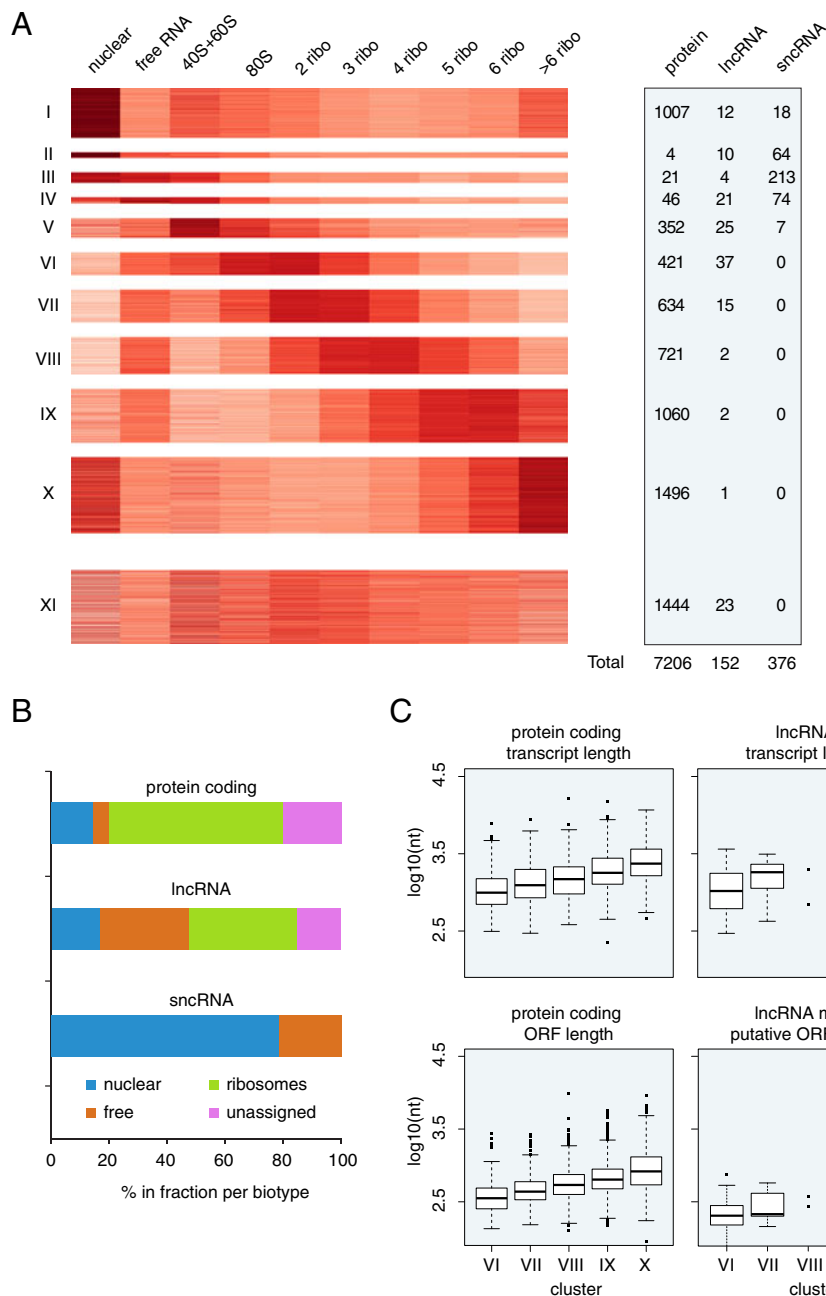 A
nuclear
free RNA
40S+60S
80S
2 ribo
3 ribo
4 ribo
5 ribo
6 ribo
>6 ribo
protein lncRNA sncRNA
I 1007 12 18
II 4 10 64
III 21 4 213
IV 46 21 74
V 352 25 7
VI 421 37 0
VII 634 15 0
VIII 721 2 0
IX 1060 2 0
X 1496 1 0
XI 1444 23 0
Total 7206 152 376
B
protein coding
lncRNA
sncRNA
nuclear
ribosomes
free
unassigned
0 20 40 60 80 100
% in fraction per biotype
C
protein coding
transcript length
log10(nt)
4.5
3.5
2.5
lncRNA
transcript l
protein coding
ORF length
log10(nt)
4.5
3.5
2.5
VI VII VIII IX X
cluster
lncRNA m
putative ORF
VI VII VIII
clust